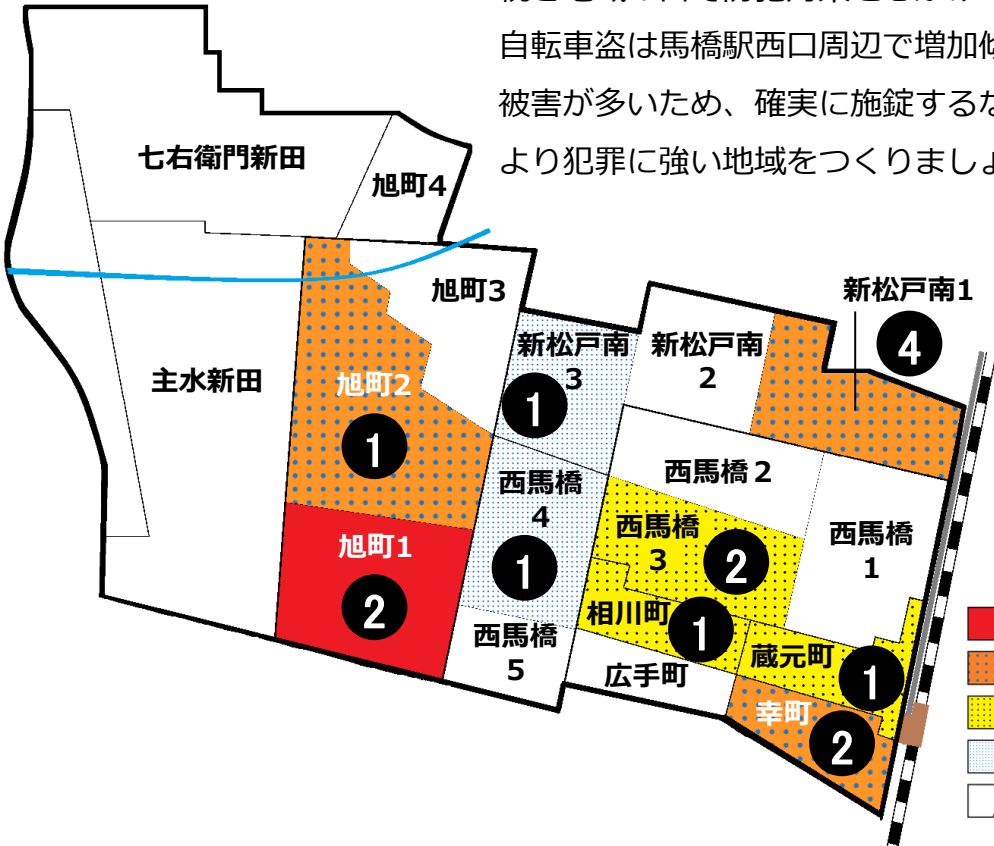 自転車盗は馬橋駅西口周辺で増加
被害が多いため、確実に施錠する
より犯罪に強い地域をつくりましょ
七右衛門新田
旭町4
旭町3
新松戸南1
4
新松戸南
3
1
新松戸南
2
主水新田
旭町2
1
西馬橋2
西馬橋
4
1
西馬橋
3
2
西馬橋
1
旭町1
2
相川町
1
西馬橋
5
蔵元町
1
広手町
幸町
2